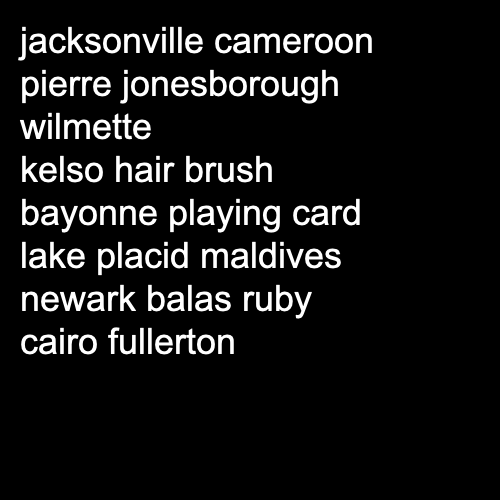 jacksonville cameroon
pierre jonesborough
wilmette
kelso hair brush
bayonne playing card
lake placid maldives
newark balas ruby
cairo fullerton